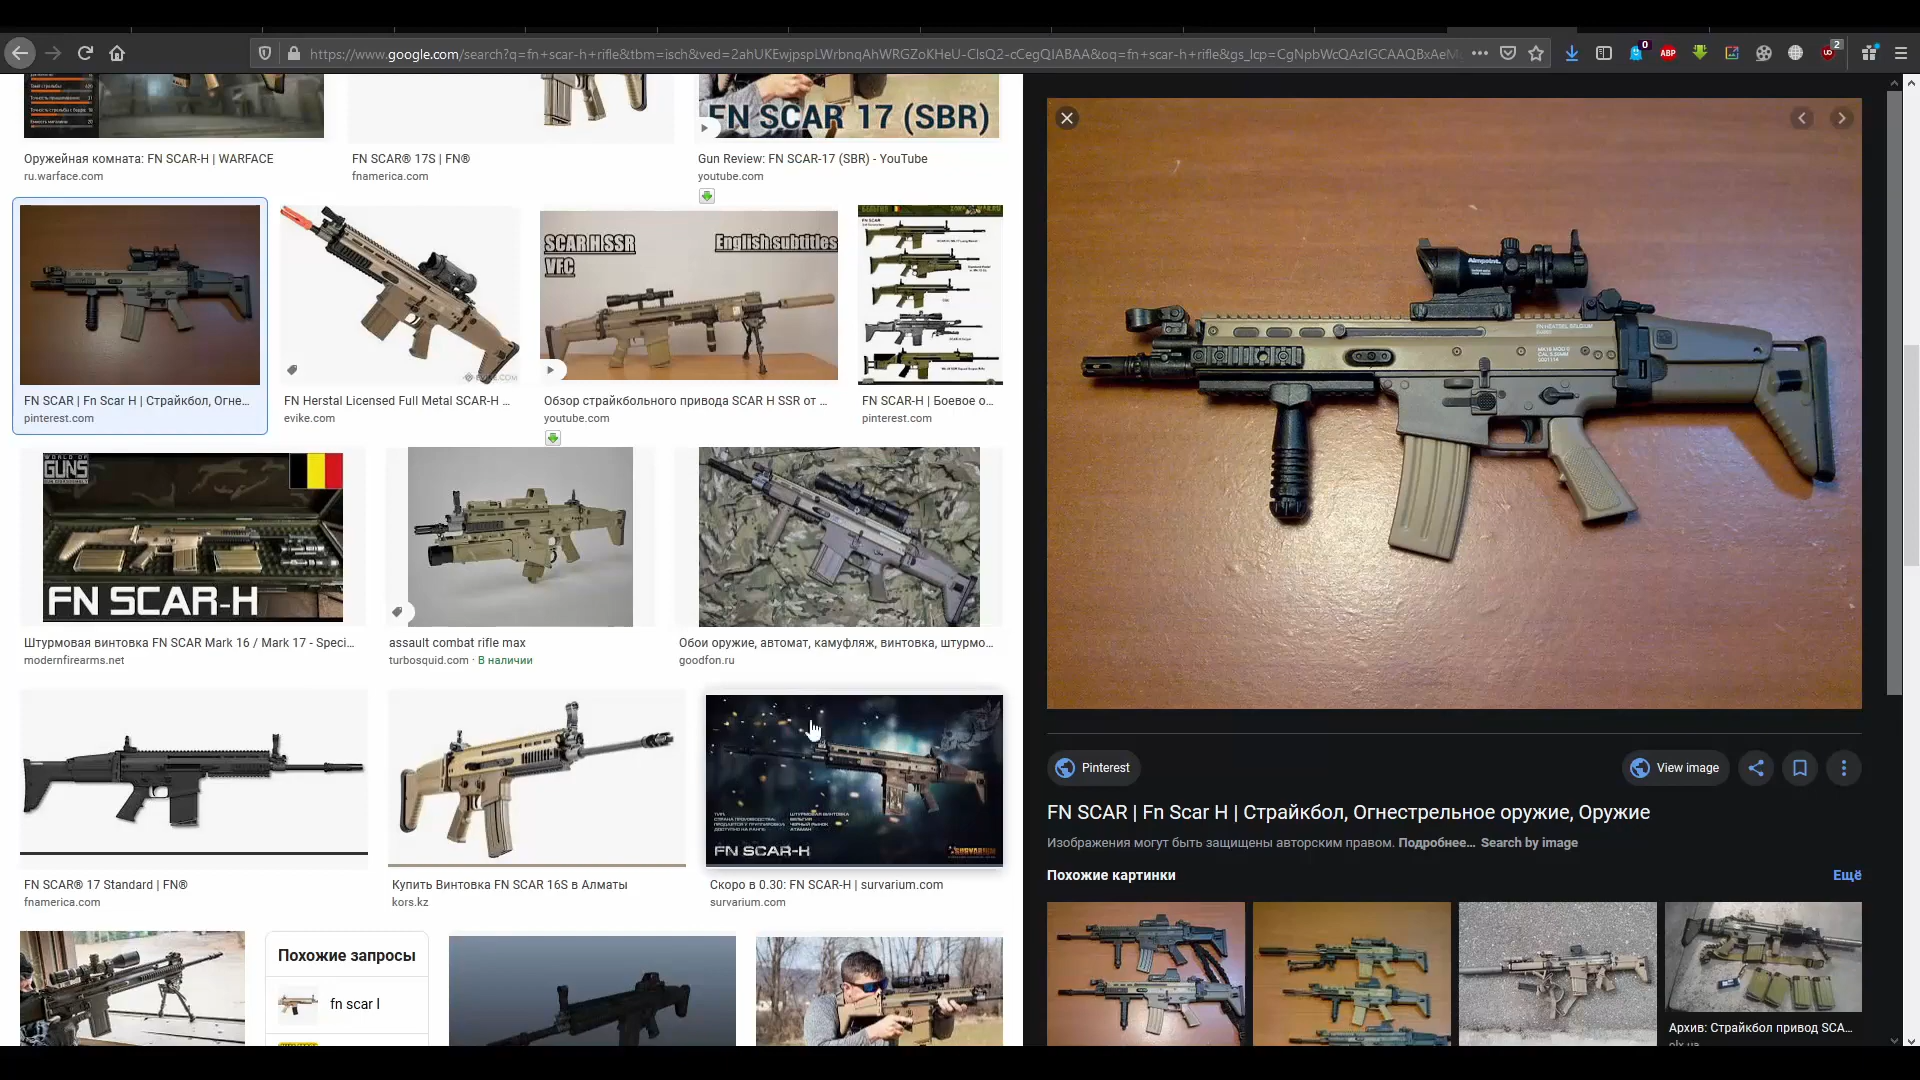 https://www.google.com/search?q=fn+scar-h+rifle&tbm=isch&ved=2ahUKEwjpspLWrbnqAhWRGZoKHeU-CIsQ2-cCegQIABAA&oq=fn+scar-h+rifle&gs_lcp=CgNpbWcQAzIGCAAQBxAeM
0
ABP
2
FN SCAR 17 (SBR)
Оружейная комната: FN SCAR-H | WARFACE
ru.warface.com
FN SCAR® 17S | FN®
fnamerica.com
Gun Review: FN SCAR-17 (SBR) - YouTube
youtube.com
SCAR H SSR
VFC
English subtitles
FN SCAR | Fn Scar H | Страйкбол, Огне...
pinterest.com
FN Herstal Licensed Full Metal SCAR-H ...
evike.com
Обзор страйкбольного привода SCAR H SSR от ...
youtube.com
FN SCAR-H | Боевое о...
pinterest.com
WORLD OF
GUNS
FN SCAR-H
Штурмовая винтовка FN SCAR Mark 16 / Mark 17 - Speci...
modernfirearms.net
assault combat rifle max
turbosquid.com · В наличии
Обои оружие, автомат, камуфляж, винтовка, штурмо...
goodfon.ru
FN SCAR-H
SURVARIUM
FN SCAR® 17 Standard | FN®
fnamerica.com
Купить Винтовка FN SCAR 16S в Алматы
kors.kz
Скоро в 0.30: FN SCAR-H | survarium.com
survarium.com
Похожие запросы
fn scar l
Aimpoint
Pinterest
View image
FN SCAR | Fn Scar H | Страйкбол, Огнестрельное оружие, Оружие
Изображения могут быть защищены авторским правом. Подробнее... Search by image
Похожие картинки
Ещё
Архив: Страйкбол привод SCA...
olx.ua